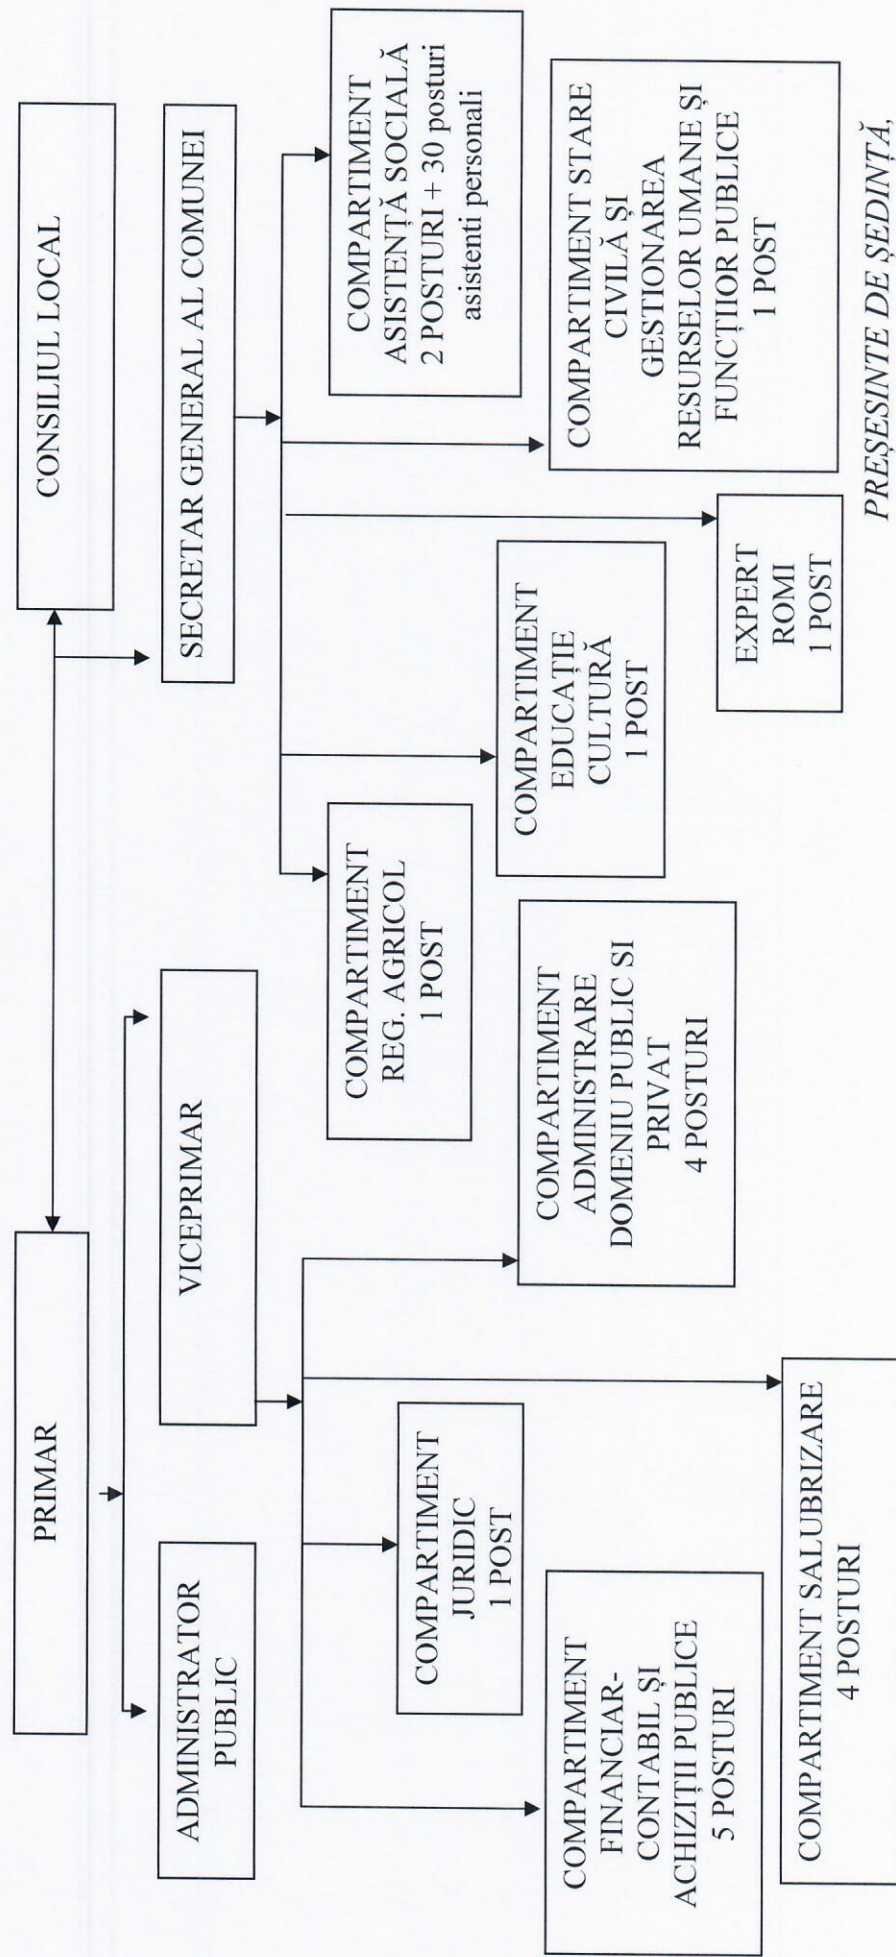 PRIMAR
CONSILIUL LOCAL
ADMINISTRATOR
PUBLIC
VICEPRIMAR
SECRETAR GENERAL AL COMUNEI
COMPARTIMENT
FINANCIAR-
CONTABIL ȘI
ACHIZIȚII PUBLICE
5 POSTURI
COMPARTIMENT
JURIDIC
1 POST
COMPARTIMENT SALUBRIZARE
4 POSTURI
COMPARTIMENT
ADMINISTRARE
DOMENIU PUBLIC SI
PRIVAT
4 POSTURI
COMPARTIMENT
REG. AGRICOL
1 POST
COMPARTIMENT
EDUCAȚIE
CULTURĂ
1 POST
EXPERT
ROMI
1 POST
COMPARTIMENT STARE
CIVILĂ ȘI
GESTIONAREA
RESURSELOR UMANE ȘI
FUNCȚIIOR PUBLICE
1 POST
COMPARTIMENT
ASISTENȚĂ SOCIALĂ
2 POSTURI + 30 posturi
asistenti personali
PREȘESINTE DE ȘEDINȚĂ,